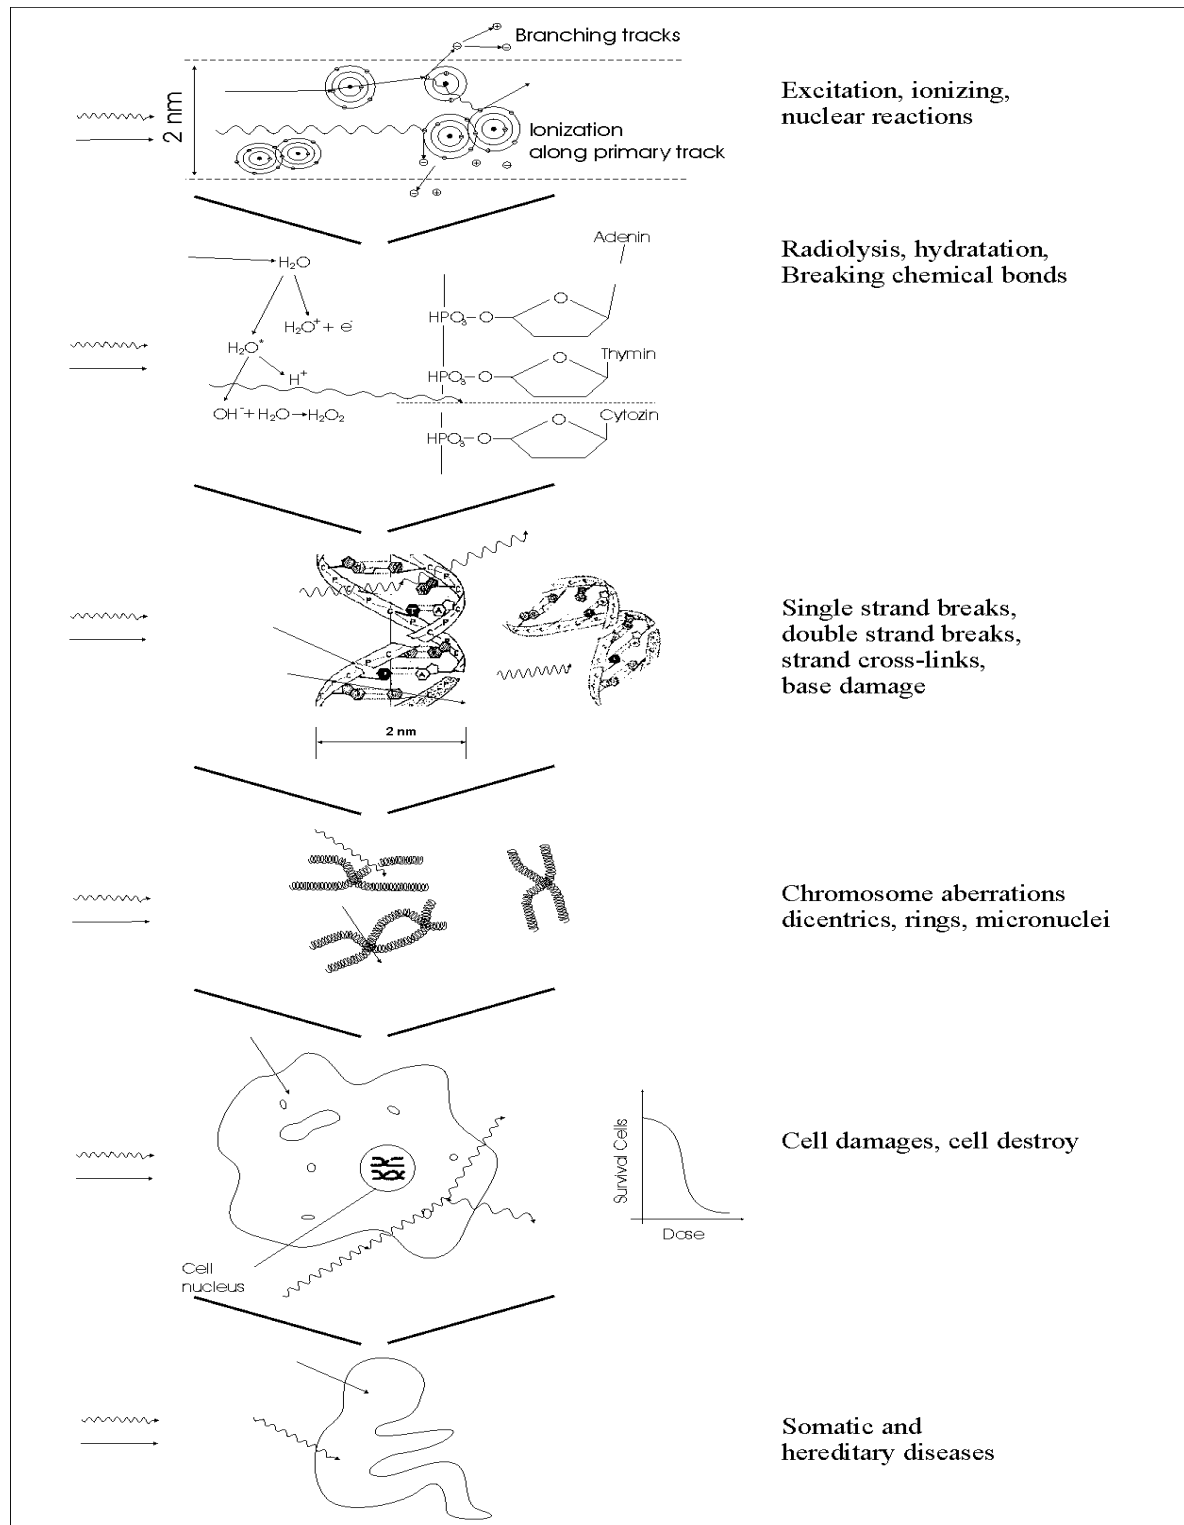 Branching tracks
2 nm
Ionization
along primary track
Excitation, ionizing,
nuclear reactions
Radiolysis, hydratation,
Breaking chemical bonds
Adenin
H₂O
HPO₃ O O
H₂O⁺ + e⁻
H₂O*
Thymin
H⁺
HPO₃ O O
OH⁻ + H₂O → H₂O₂
Cytozin
HPO₃ O O
Single strand breaks,
double strand breaks,
strand cross-links,
base damage
2 nm
Chromosome aberrations
dicentrics, rings, micronuclei
Cell damages, cell destroy
Survival Cells
Dose
Cell
nucleus
Somatic and
hereditary diseases